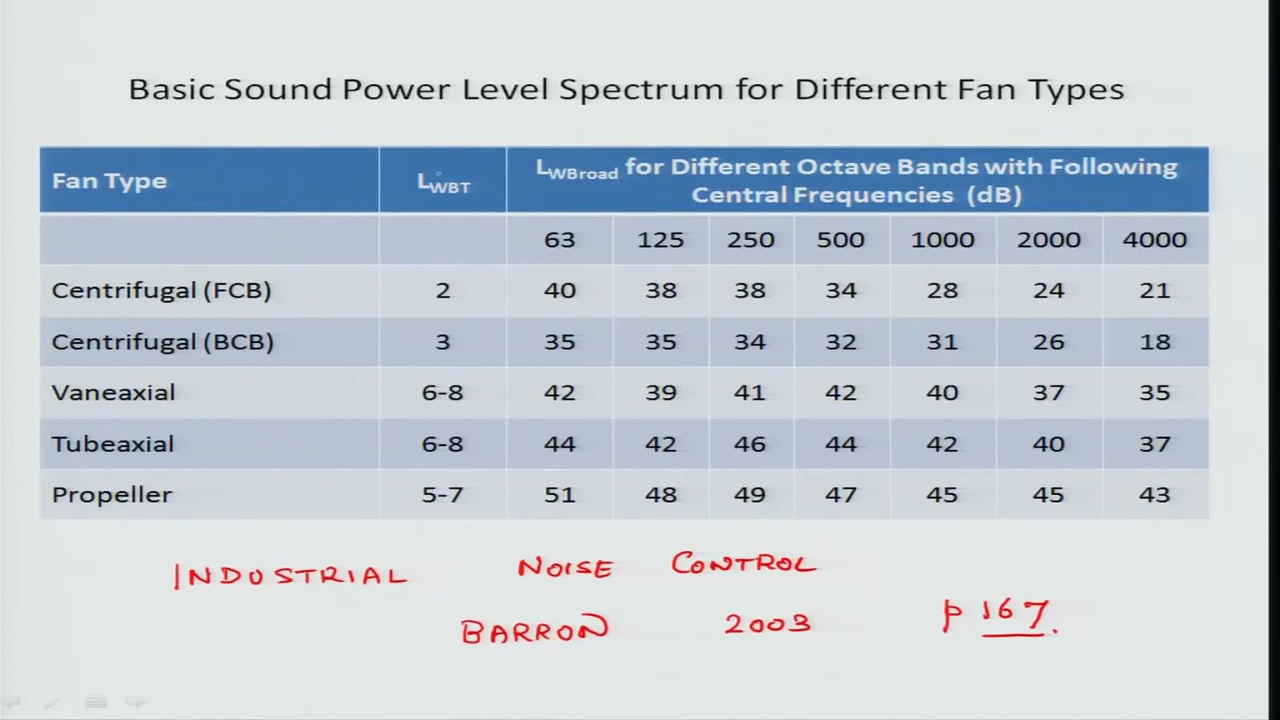 Basic Sound Power Level Spectrum for Different Fan Types
Fan Type LWBT LWBroad for Different Octave Bands with Following Central Frequencies (dB)
63 125 250 500 1000 2000 4000
Centrifugal (FCB) 2 40 38 38 34 28 24 21
Centrifugal (BCB) 3 35 35 34 32 31 26 18
Vaneaxial 6-8 42 39 41 42 40 37 35
Tubeaxial 6-8 44 42 46 44 42 40 37
Propeller 5-7 51 48 49 47 45 45 43
INDUSTRIAL NOISE CONTROL
BARRON 2003 p 167.